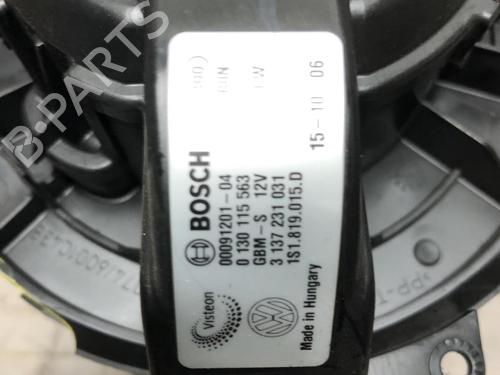 15-10 06
BOSCH
00091201-04
0 130 115 563
GBM-S 12V
3 137 231 031
1S1.819.015.D
Visteon
Made in Hungary
B-PARTS